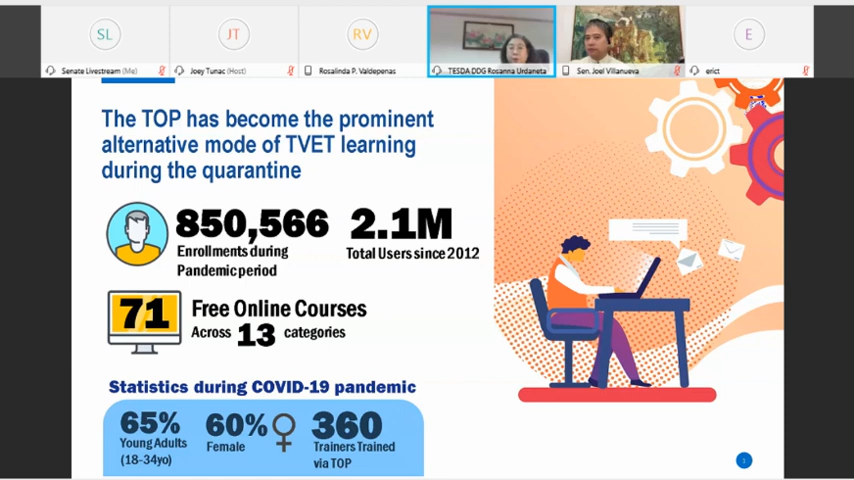 SL
JT
RV
E
Senate Livestream (Me)
Joey Tunac (Host)
Rosalinda P. Valdepenas
TESDA DDG Rosanna Urdaneta
Sen. Joel Villanueva
erict
The TOP has become the prominent
alternative mode of TVET learning
during the quarantine
850,566
Enrollments during
Pandemic period
2.1M
Total Users since 2012
71
Free Online Courses
Across 13 categories
Statistics during COVID-19 pandemic
65%
Young Adults
(18-34yo)
60%
Female
360
Trainers Trained
via TOP
1